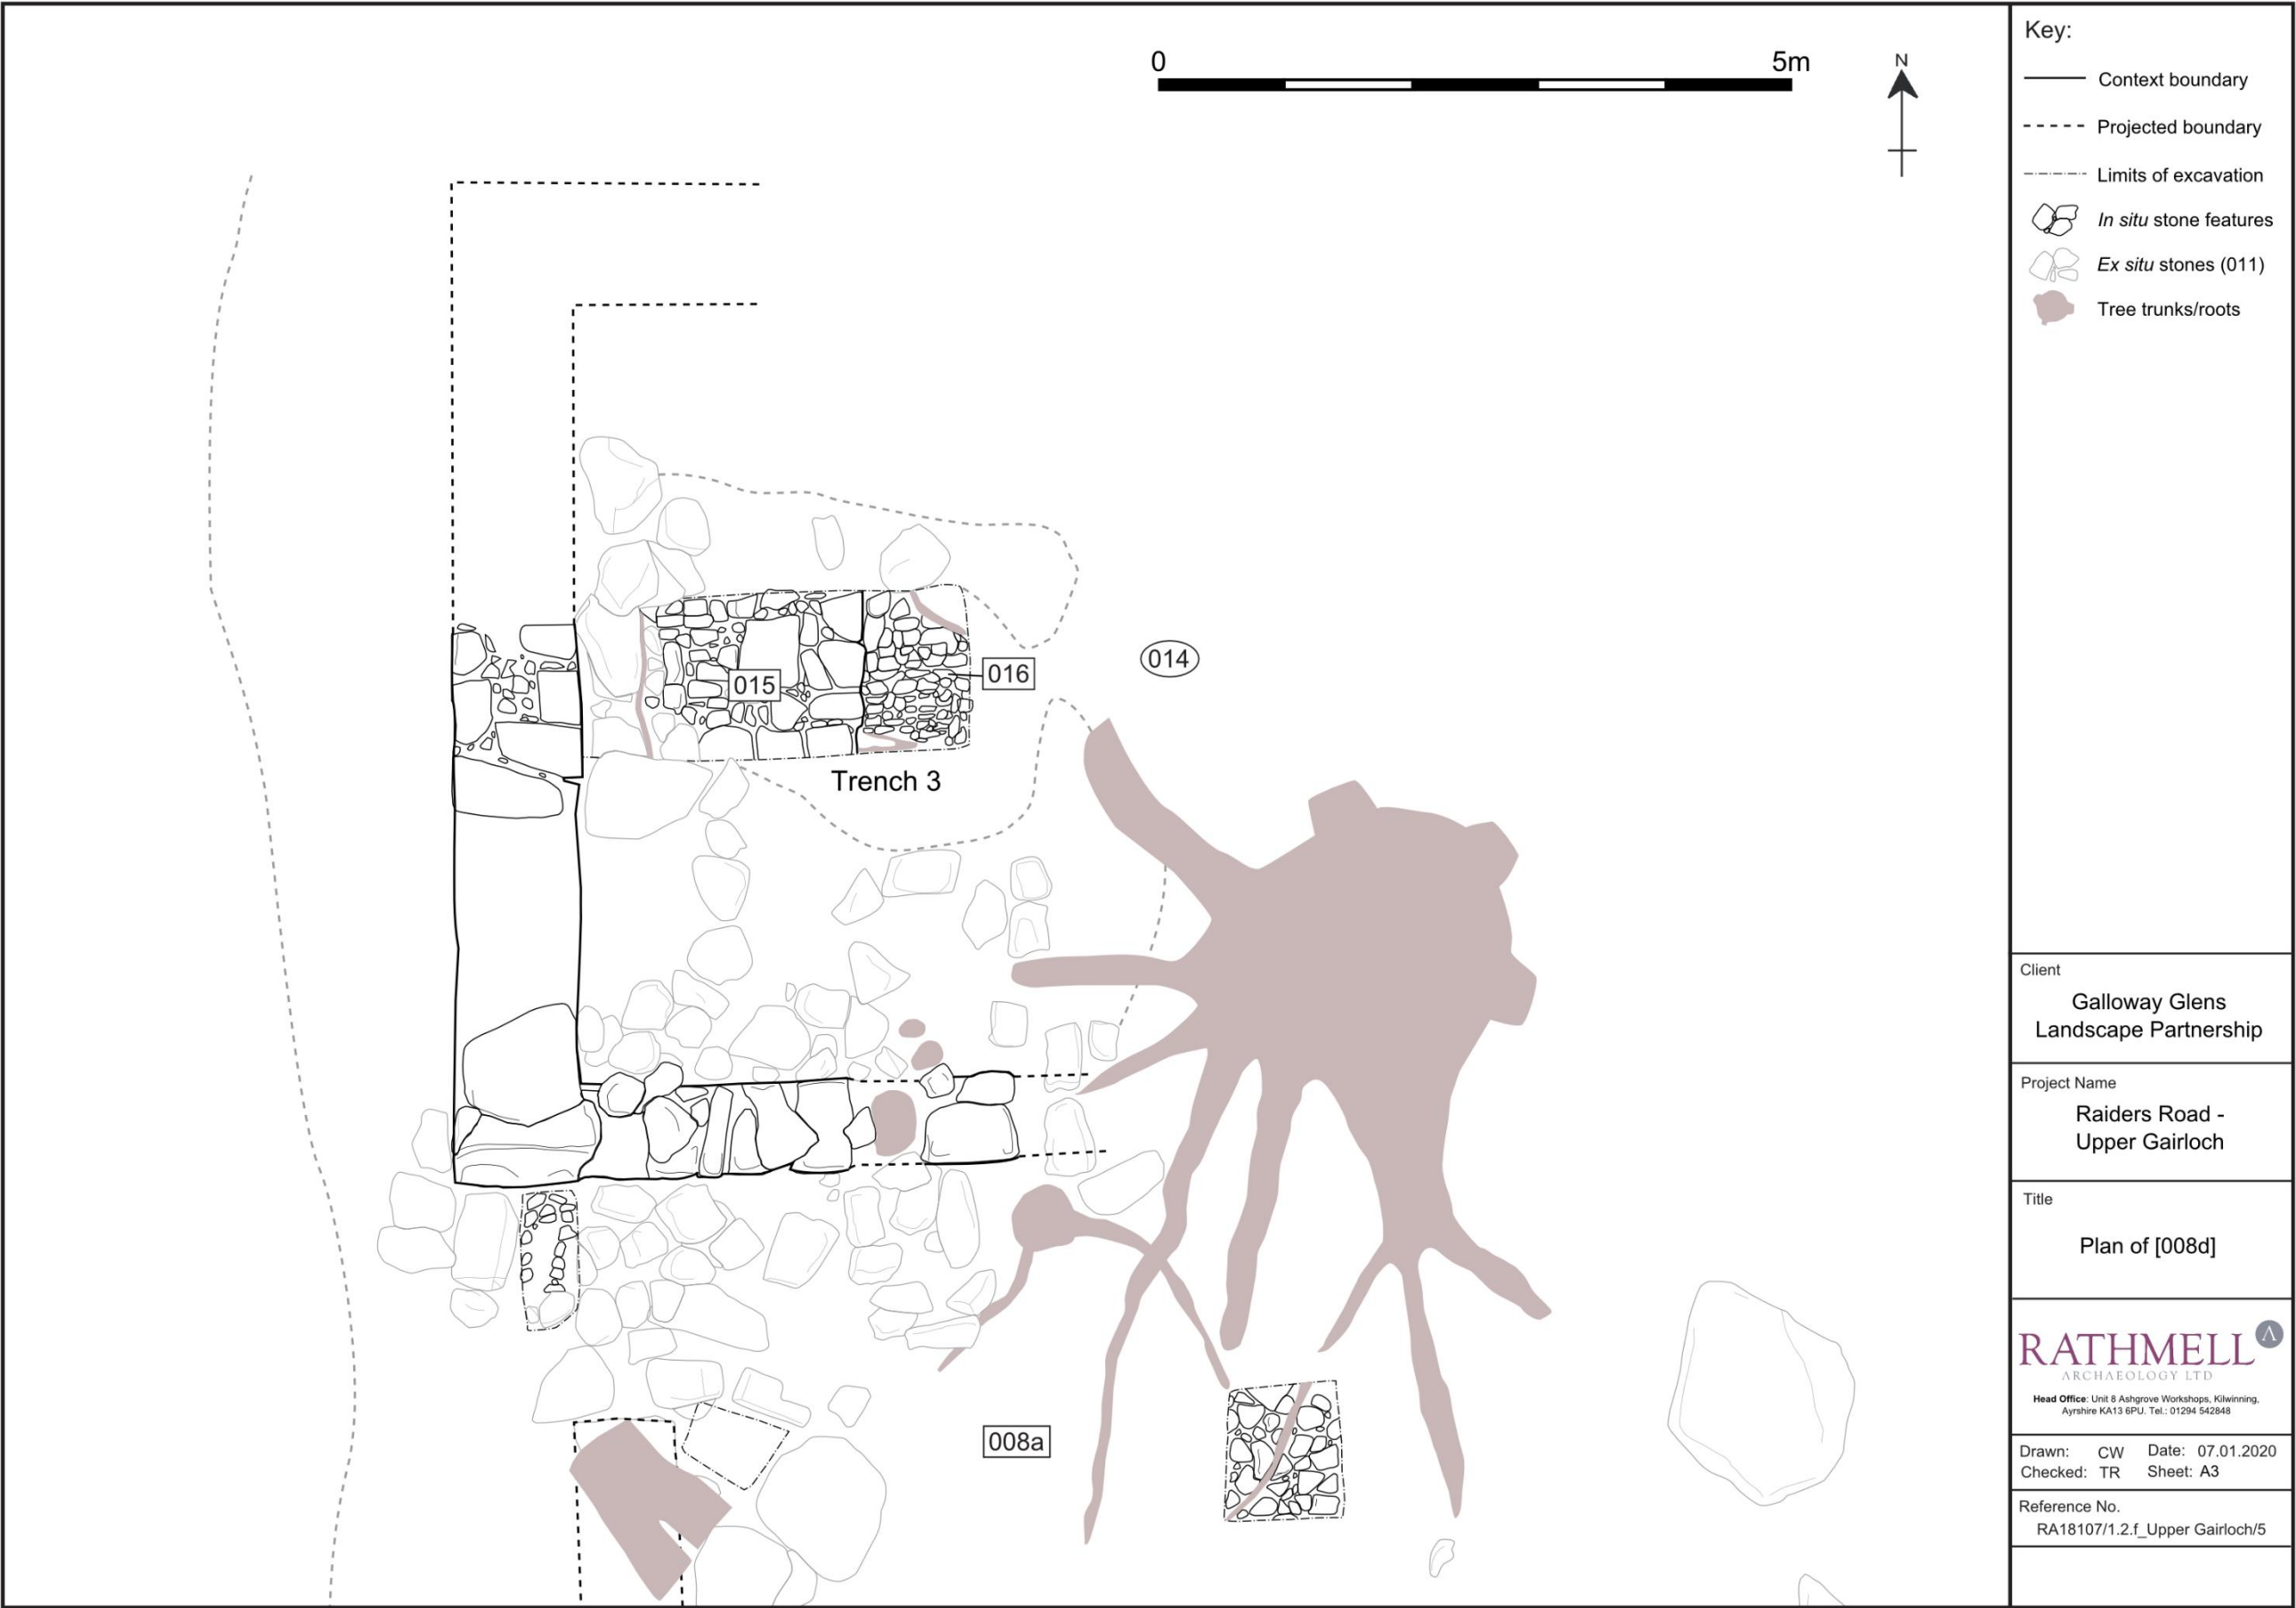 0
5m
N
015
016
014
Trench 3
008a
Key:
Context boundary
Projected boundary
Limits of excavation
In situ stone features
Ex situ stones (011)
Tree trunks/roots
Client
Galloway Glens
Landscape Partnership
Project Name
Raiders Road -
Upper Gairloch
Title
Plan of [008d]
RATHMELL Λ
ARCHΛEOLOGY LTD
Head Office: Unit 8 Ashgrove Workshops, Kilwinning,
Ayrshire KA13 6PU. Tel.: 01294 542848
Drawn: CW Date: 07.01.2020
Checked: TR Sheet: A3
Reference No.
RA18107/1.2.f_Upper Gairloch/5